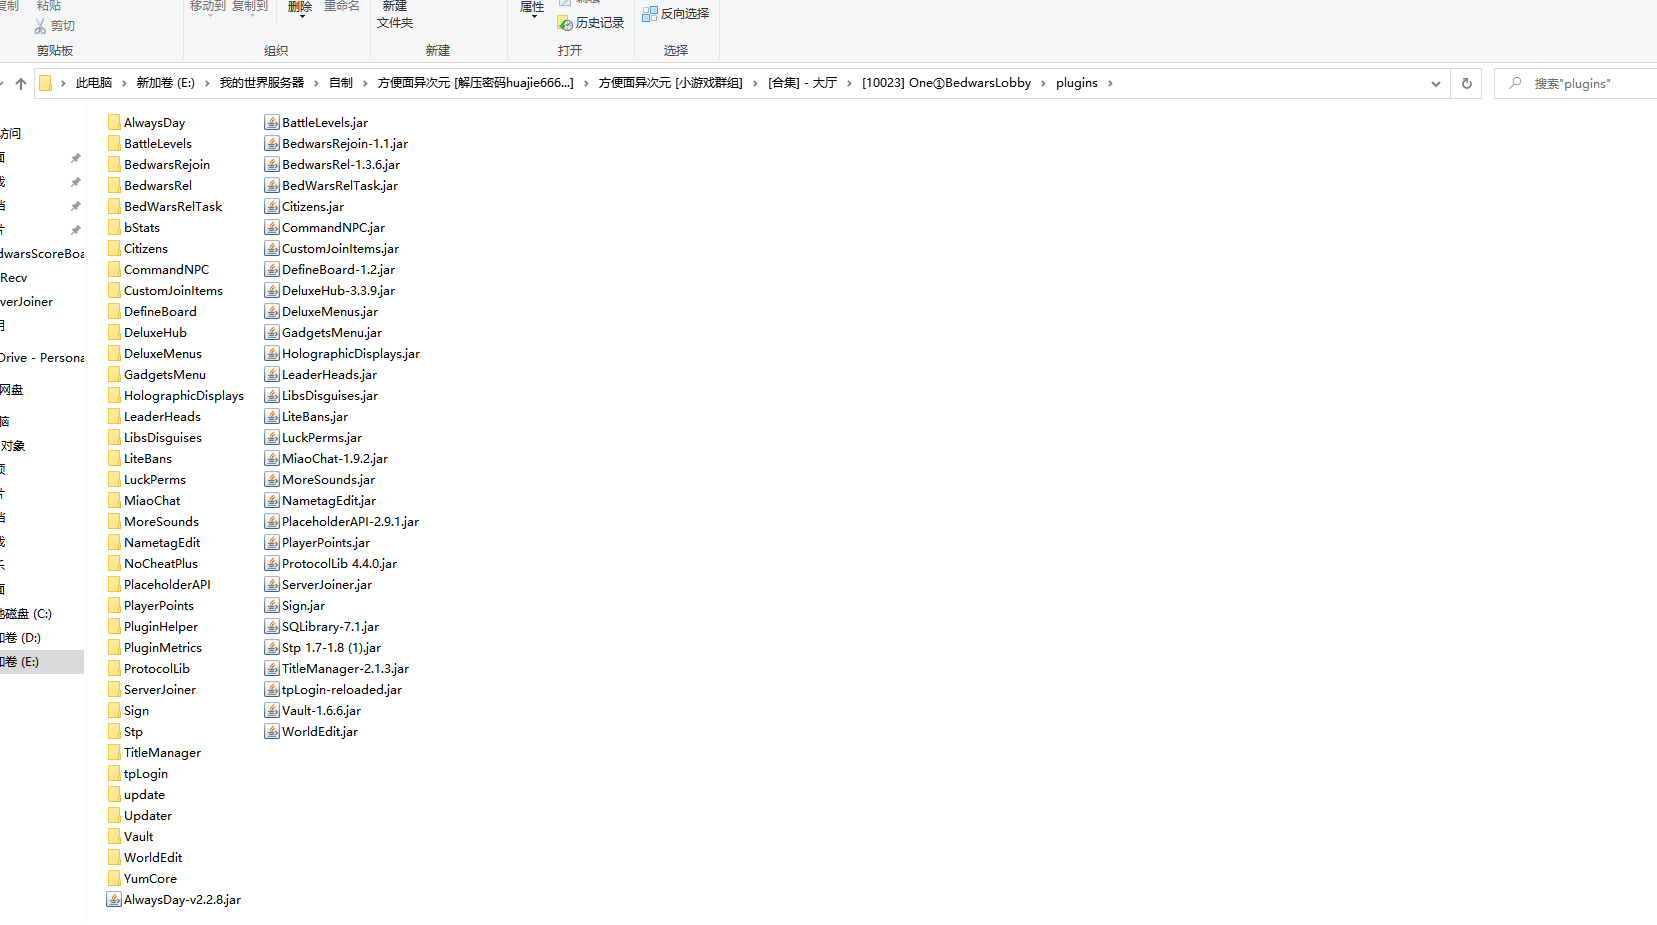 复制
粘贴
剪切
剪贴板
移动到
复制到
删除
重命名
组织
新建
文件夹
新建
属性
历史记录
打开
反向选择
选择
此电脑 › 新加卷 (E:) › 我的世界服务器 › 自制 › 方便面异次元 [解压密码huajie666...] › 方便面异次元 [小游戏群组] › [合集] - 大厅 › [10023] One①BedwarsLobby › plugins ›
搜索"plugins"
访问
面
档
片
dwarsScoreBoa
Recv
verJoiner
Drive - Persona
网盘
脑
对象
片
档
乐
面
地磁盘 (C:)
加卷 (D:)
加卷 (E:)
AlwaysDay
BattleLevels
BedwarsRejoin
BedwarsRel
BedWarsRelTask
bStats
Citizens
CommandNPC
CustomJoinItems
DefineBoard
DeluxeHub
DeluxeMenus
GadgetsMenu
HolographicDisplays
LeaderHeads
LibsDisguises
LiteBans
LuckPerms
MiaoChat
MoreSounds
NametagEdit
NoCheatPlus
PlaceholderAPI
PlayerPoints
PluginHelper
PluginMetrics
ProtocolLib
ServerJoiner
Sign
Stp
TitleManager
tpLogin
update
Updater
Vault
WorldEdit
YumCore
AlwaysDay-v2.2.8.jar
BattleLevels.jar
BedwarsRejoin-1.1.jar
BedwarsRel-1.3.6.jar
BedWarsRelTask.jar
Citizens.jar
CommandNPC.jar
CustomJoinItems.jar
DefineBoard-1.2.jar
DeluxeHub-3.3.9.jar
DeluxeMenus.jar
GadgetsMenu.jar
HolographicDisplays.jar
LeaderHeads.jar
LibsDisguises.jar
LiteBans.jar
LuckPerms.jar
MiaoChat-1.9.2.jar
MoreSounds.jar
NametagEdit.jar
PlaceholderAPI-2.9.1.jar
PlayerPoints.jar
ProtocolLib 4.4.0.jar
ServerJoiner.jar
Sign.jar
SQLibrary-7.1.jar
Stp 1.7-1.8 (1).jar
TitleManager-2.1.3.jar
tpLogin-reloaded.jar
Vault-1.6.6.jar
WorldEdit.jar